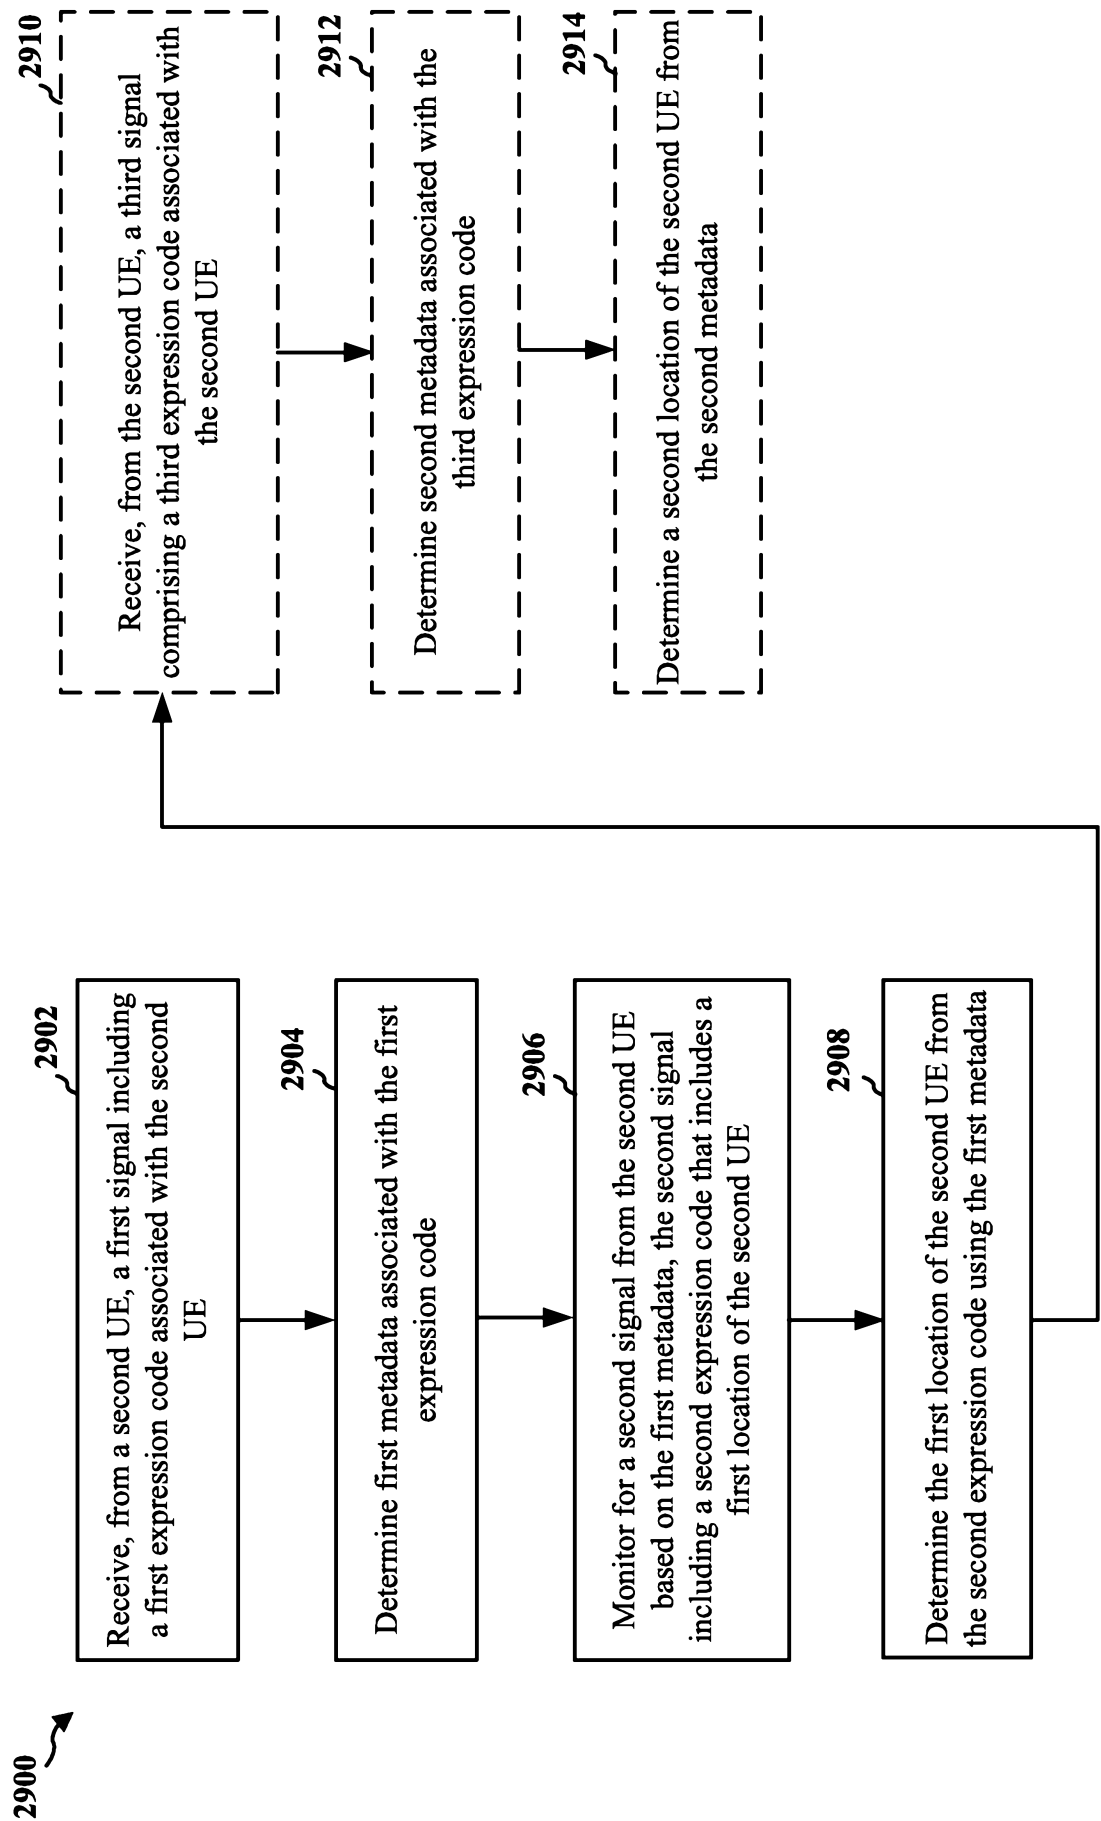 2900
2902
Receive, from a second UE, a first signal including
a first expression code associated with the second
UE
2904
Determine first metadata associated with the first
expression code
2906
Monitor for a second signal from the second UE
based on the first metadata, the second signal
including a second expression code that includes a
first location of the second UE
2908
Determine the first location of the second UE from
the second expression code using the first metadata
2910
Receive, from the second UE, a third signal
comprising a third expression code associated with
the second UE
2912
Determine second metadata associated with the
third expression code
2914
Determine a second location of the second UE from
the second metadata